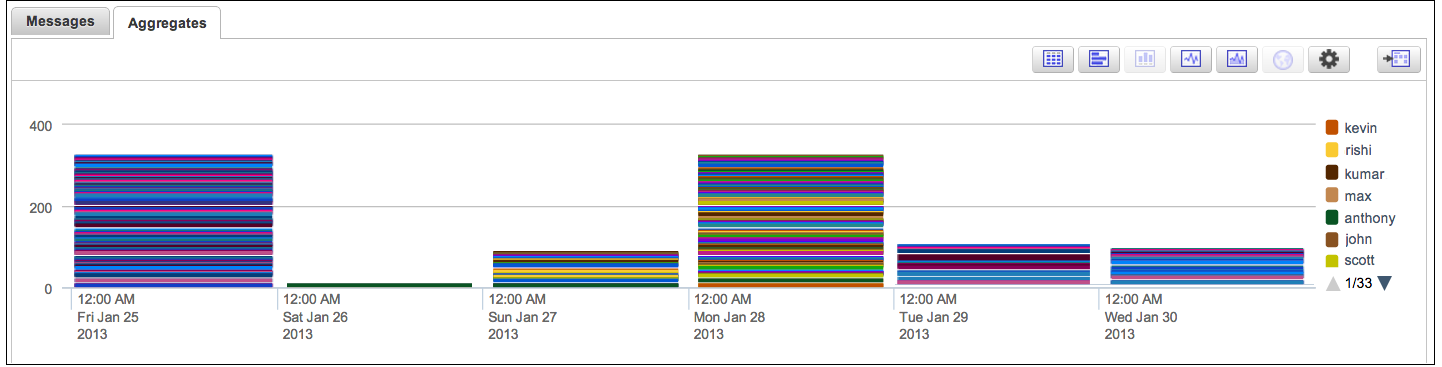 Messages
Aggregates
400
200
0
12:00 AM
Fri Jan 25
2013
12:00 AM
Sat Jan 26
2013
12:00 AM
Sun Jan 27
2013
12:00 AM
Mon Jan 28
2013
12:00 AM
Tue Jan 29
2013
12:00 AM
Wed Jan 30
2013
kevin
rishi
kumar
max
anthony
john
scott
1/33